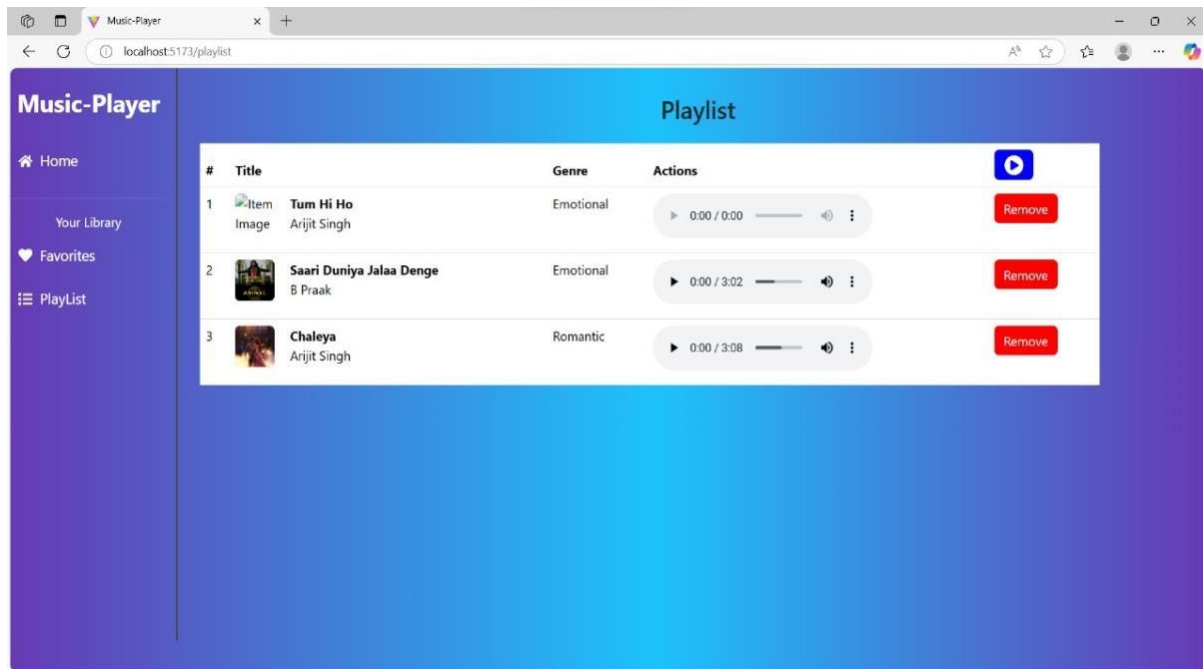 Music-Player
localhost:5173/playlist
Music-Player
Home
Your Library
Favorites
PlayList
Playlist
# Title Genre Actions
1 Item Image Tum Hi Ho Emotional 0:00 / 0:00 Remove
Arijit Singh
2 Saari Duniya Jalaa Denge Emotional 0:00 / 3:02 Remove
B Praak
3 Chaleya Romantic 0:00 / 3:08 Remove
Arijit Singh